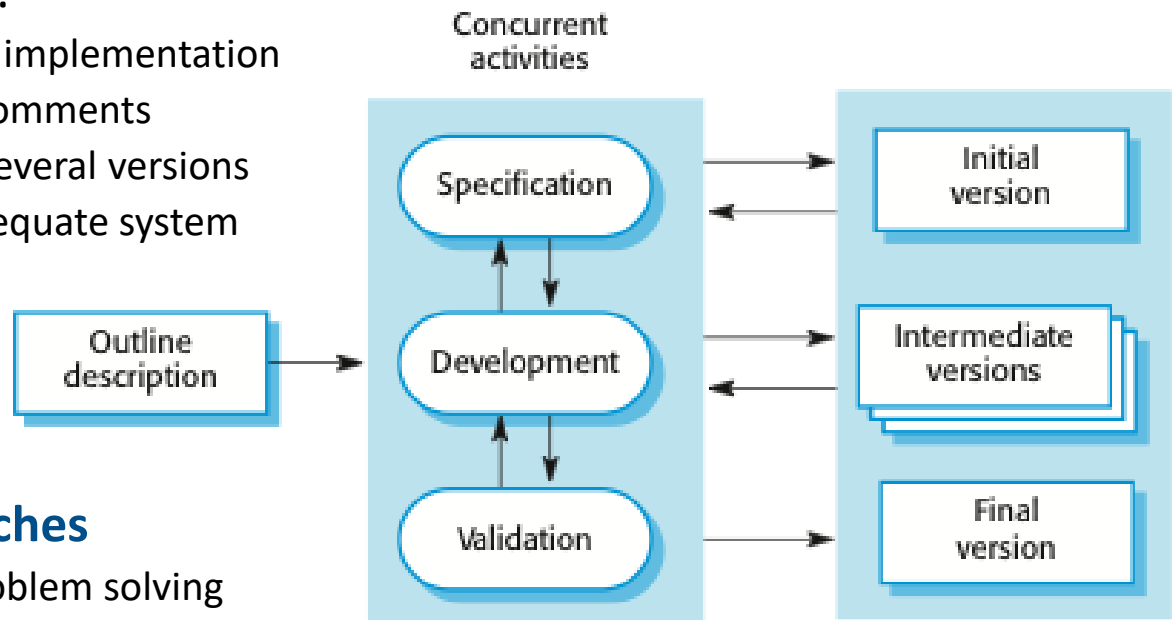 implementation
omments
everal versions
equate system
ches
oblem solving
Concurrent
activities
Outline
description
Specification
Development
Validation
Initial
version
Intermediate
versions
Final
version